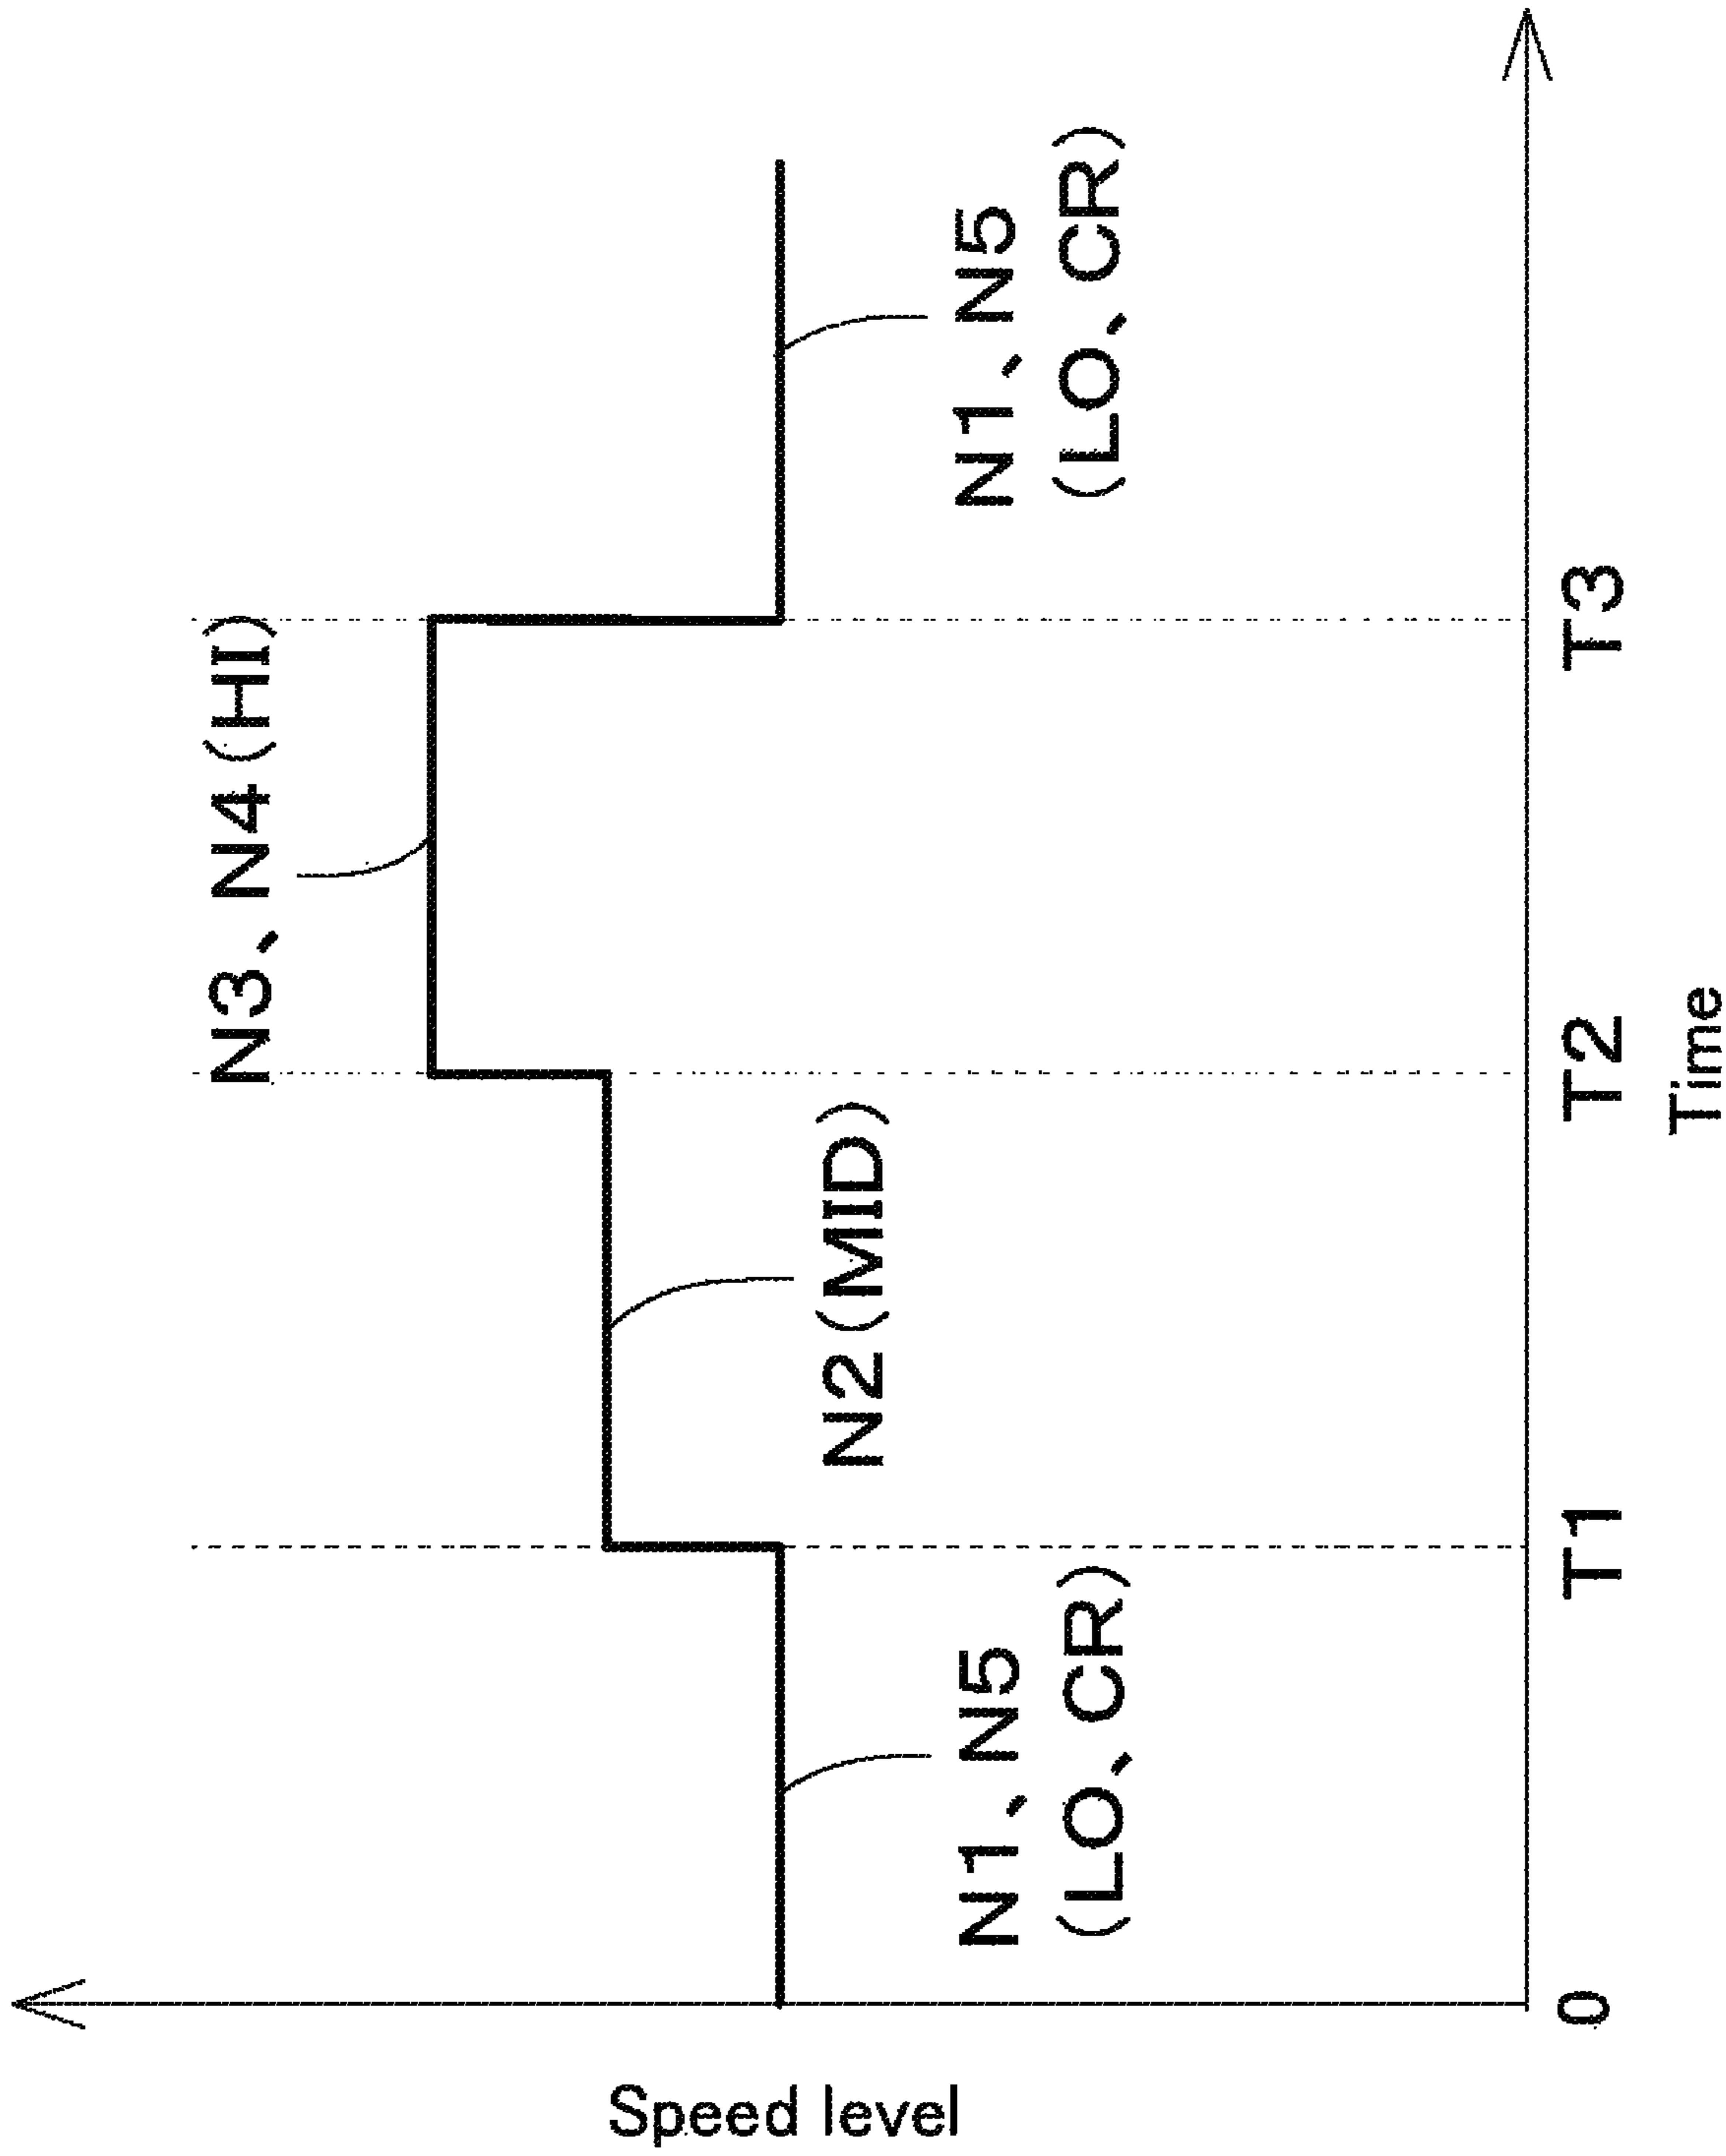 N3、N4(HI)
N2(MID)
N1、N5
(LO、CR)
N1、N5
(LO、CR)
Speed level
0
T1
T2
T3
Time